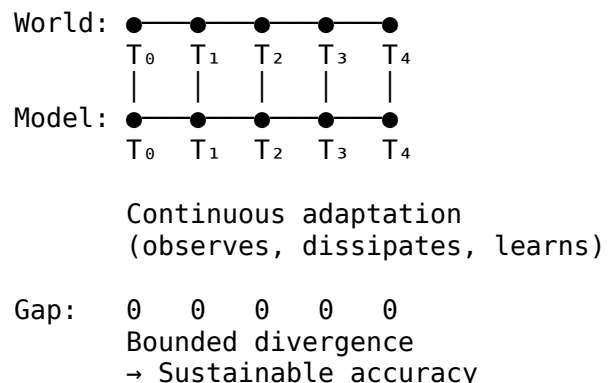 World:
T₀ T₁ T₂ T₃ T₄
Model:
T₀ T₁ T₂ T₃ T₄
Continuous adaptation
(observes, dissipates, learns)
Gap: 0 0 0 0 0
Bounded divergence
→ Sustainable accuracy